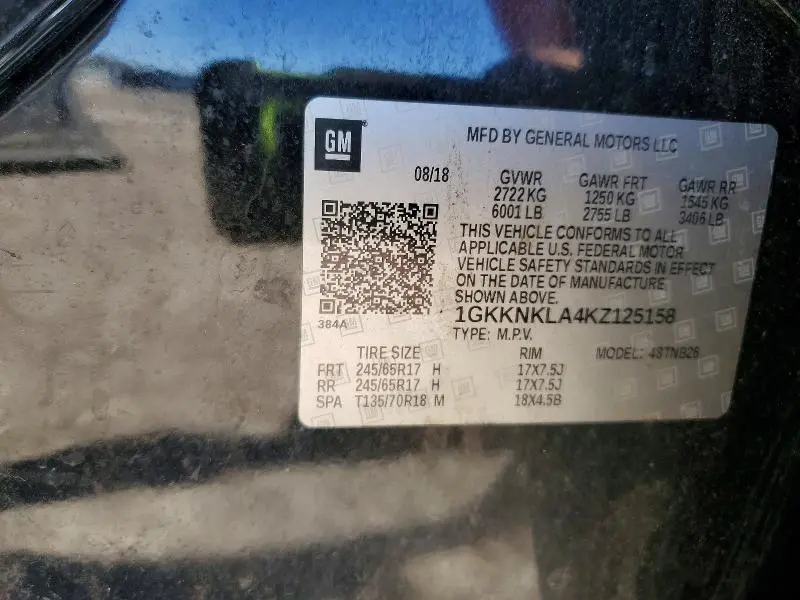 GM
MFD BY GENERAL MOTORS LLC
08/18
GVWR GAWR FRT GAWR RR
2722 KG 1250 KG 1545 KG
6001 LB 2755 LB 3406 LB
THIS VEHICLE CONFORMS TO ALL
APPLICABLE U.S. FEDERAL MOTOR
VEHICLE SAFETY STANDARDS IN EFFECT
ON THE DATE OF MANUFACTURE
SHOWN ABOVE.
384A
1GKKNKLA4KZ125158
TYPE: M.P.V.
TIRE SIZE RIM MODEL: 4STNB26
FRT 245/65R17 H 17X7.5J
RR 245/65R17 H 17X7.5J
SPA T135/70R18 M 18X4.5B